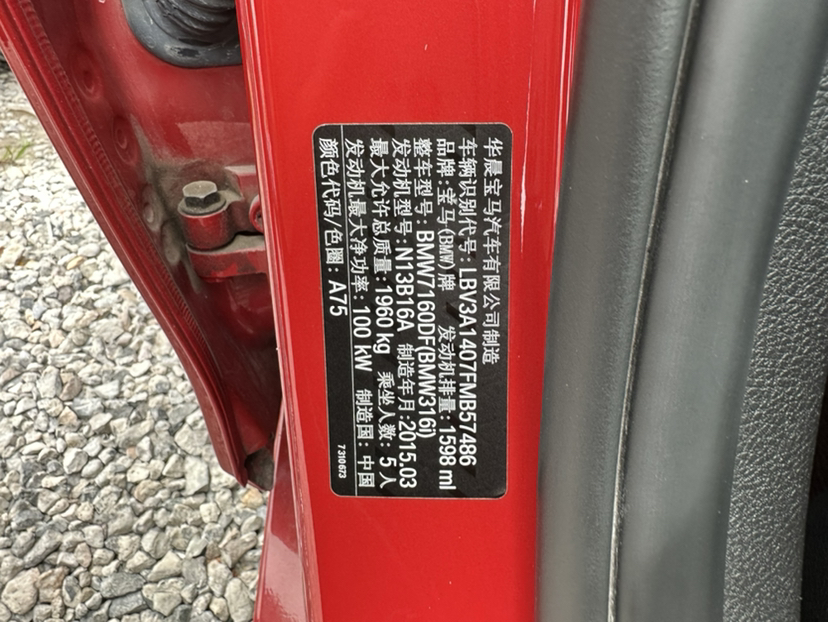 华晨宝马汽车有限公司制造
车辆识别代号: LBV3A1407FMB57486
品牌:宝马(BMW)牌 发动机排量:1598 ml
整车型号: BMW7160DF(BMW316i)
发动机型号: N13B16A 制造年月:2015.03
最大允许总质量: 1960 kg 乘坐人数: 5 人
发动机最大净功率: 100 kW 制造国: 中国
颜色代码/色圈: A75
7 310 673